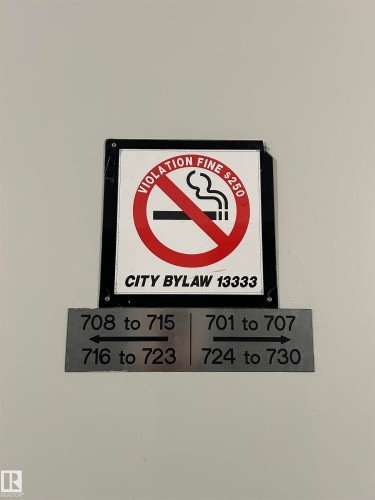 VIOLATION FINE $250
CITY BYLAW 13333
708 to 715
716 to 723
701 to 707
724 to 730
R
REALTOR®